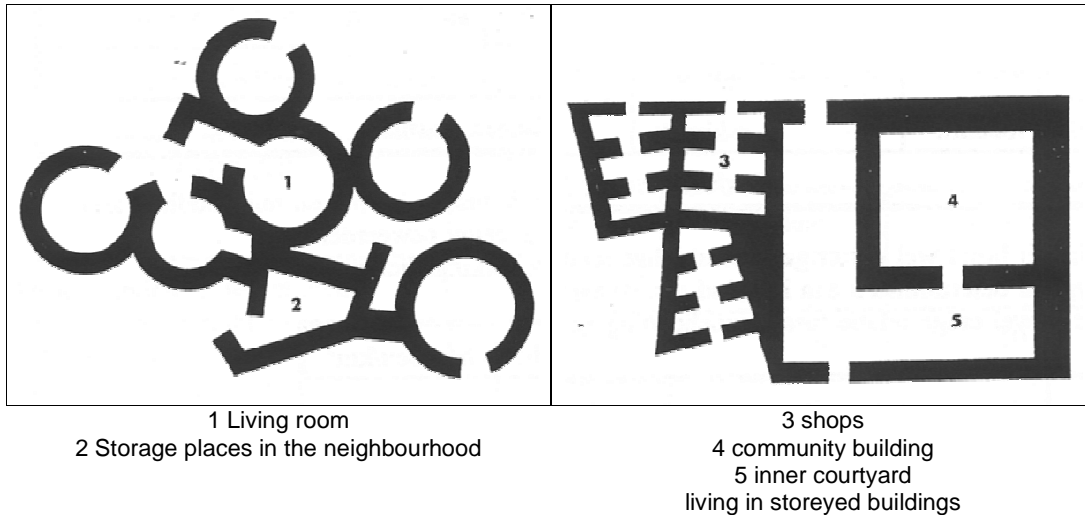 1
2
3
4
5
1 Living room
2 Storage places in the neighbourhood
3 shops
4 community building
5 inner courtyard
living in storeyed buildings